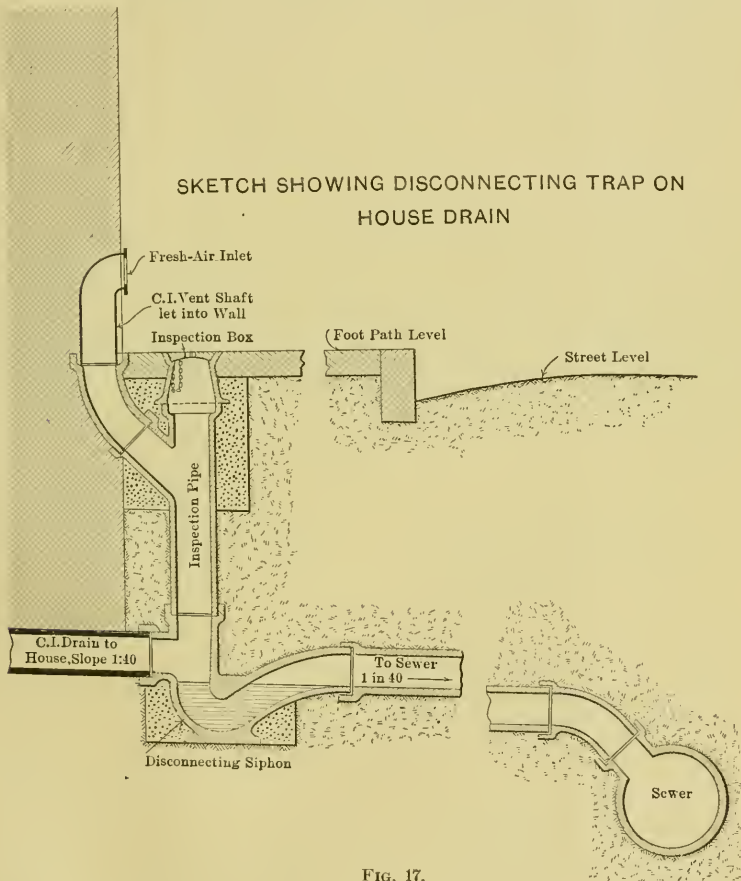 SKETCH SHOWING DISCONNECTING TRAP ON
HOUSE DRAIN
Fresh-Air Inlet
C.I.Vent Shaft
let into Wall
Inspection Box
Foot Path Level
Street Level
Inspection Pipe
C.I.Drain to
House,Slope 1:40
To Sewer
1 in 40
Disconnecting Siphon
Sewer
FIG. 17.